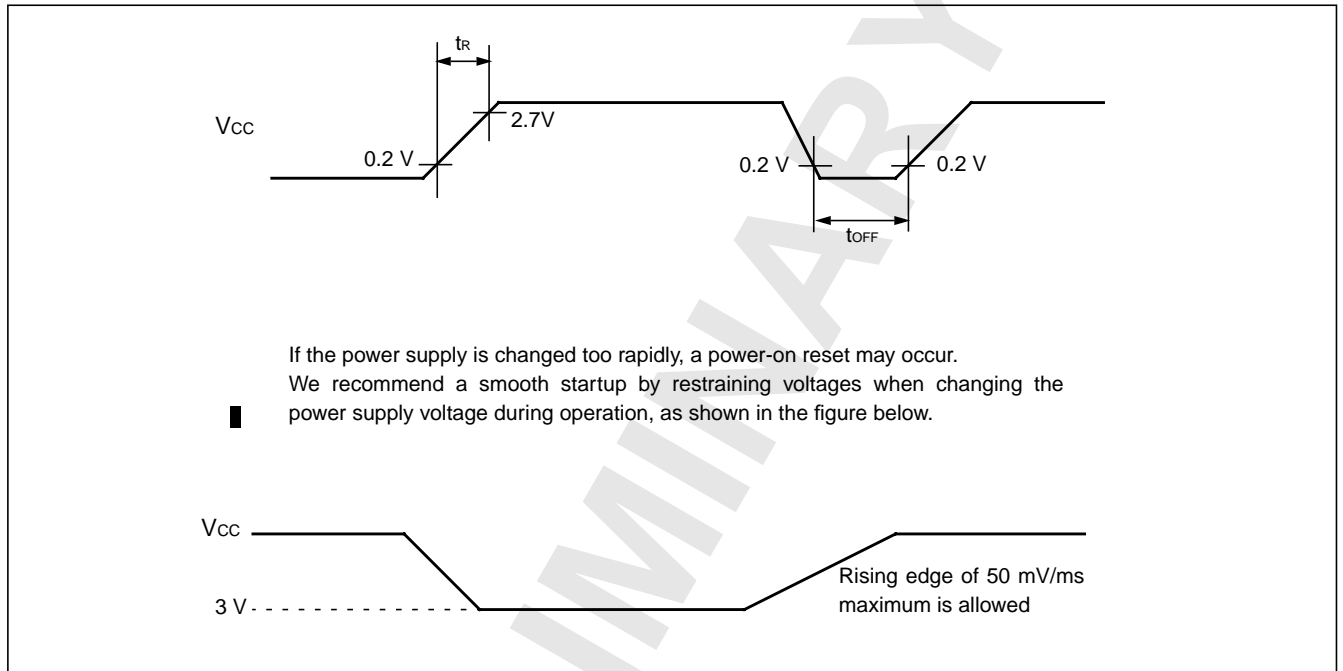 tR
VCC
2.7V
0.2 V
0.2 V
0.2 V
tOFF
If the power supply is changed too rapidly, a power-on reset may occur.
We recommend a smooth startup by restraining voltages when changing the
power supply voltage during operation, as shown in the figure below.
VCC
Rising edge of 50 mV/ms
maximum is allowed
3 V
MINARY